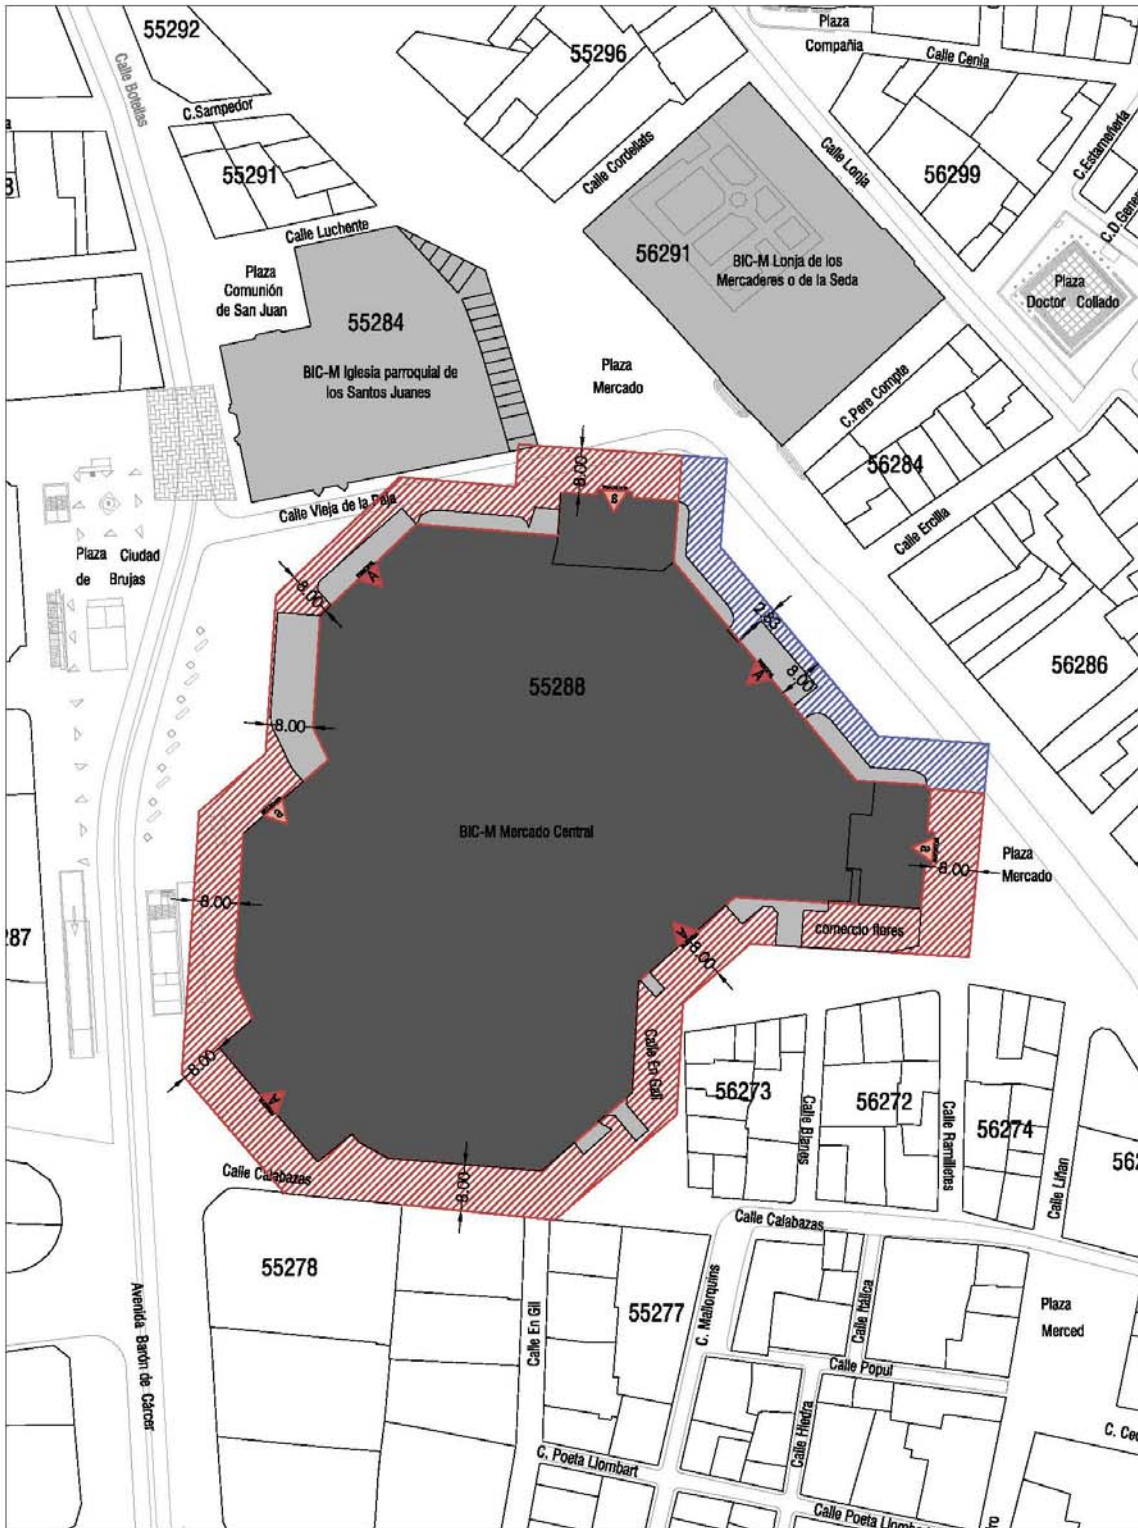 55292
55296
Plaza
Compañia
Calle Cenia
Calle Botellas
C.Sampedor
55291
Calle Cordellats
Calle Lonja
C.Estameñeria
56299
Calle Luchente
56291
BIC-M Lonja de los
Mercaderes o de la Seda
Plaza
Comunión
de San Juan
Plaza
Doctor Collado
55284
BIC-M Iglesia parroquial de
los Santos Juanes
Plaza
Mercado
C.Pere Compte
56284
8.00
Calle Vieja de la Paja
Calle Ercilla
Plaza Ciudad
de Brujas
8.00
A
a
2.83
55288
A
8.00
56286
8.00
a
BIC-M Mercado Central
a
8.00
Plaza
Mercado
8.00
comercio flores
A
8.00
87
8.00
A
Calle En Gall
56273
Calle Blanes
56272
Calle Ramilletes
56274
Calle Liñan
Calle Calabazas
8.00
Calle Calabazas
55278
Avenida Barón de Cárcer
Calle En Gil
55277
C. Mallorquins
Calle Itálica
Plaza
Merced
Calle Popul
Calle Hiedra
C. Poeta Llombart
Calle Poeta Llombart